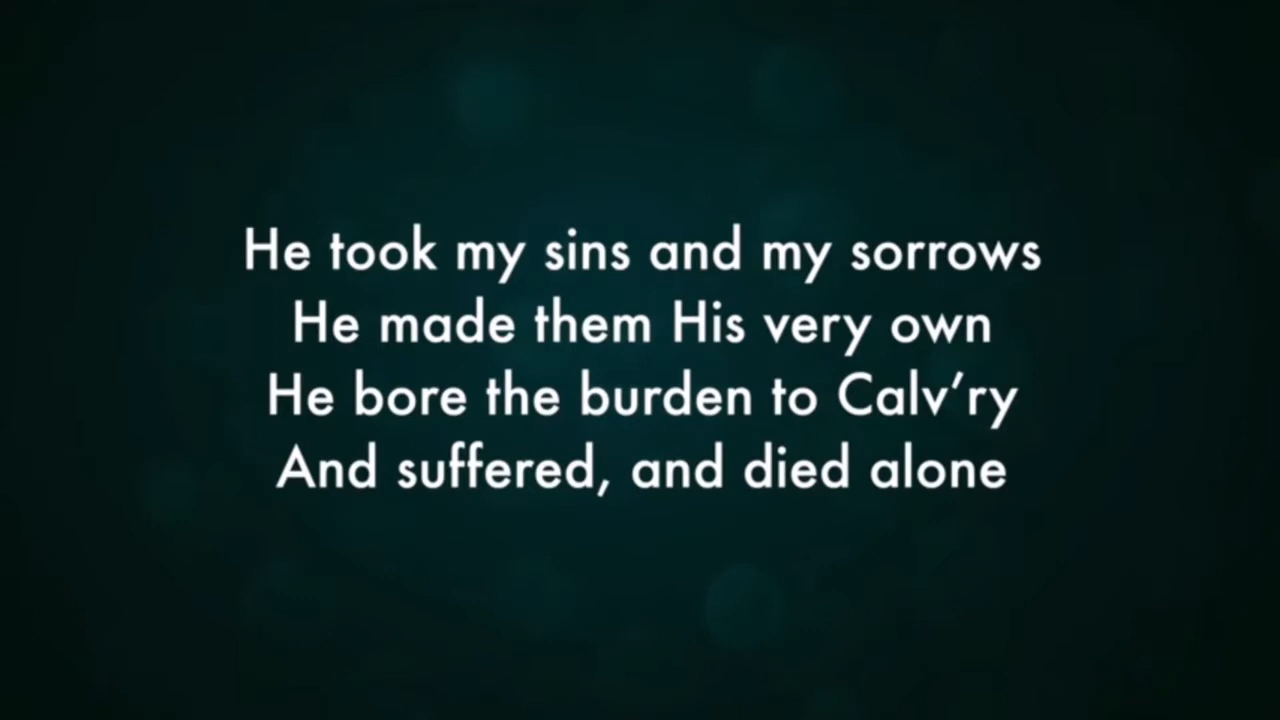 He took my sins and my sorrows
He made them His very own
He bore the burden to Calv’ry
And suffered, and died alone